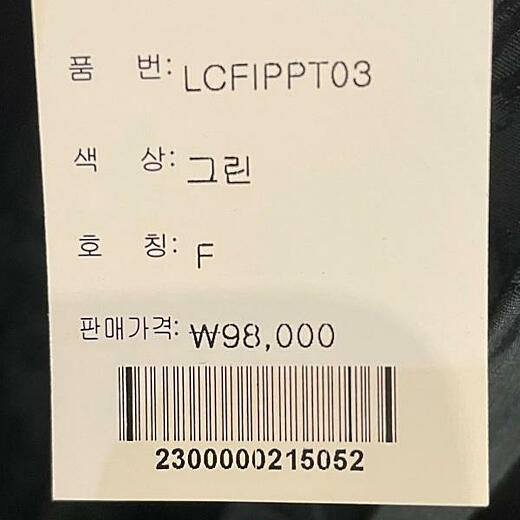 품 번: LCFIPPT03
색 상: 그린
호 칭: F
판매가격: ₩98,000
2300000215052